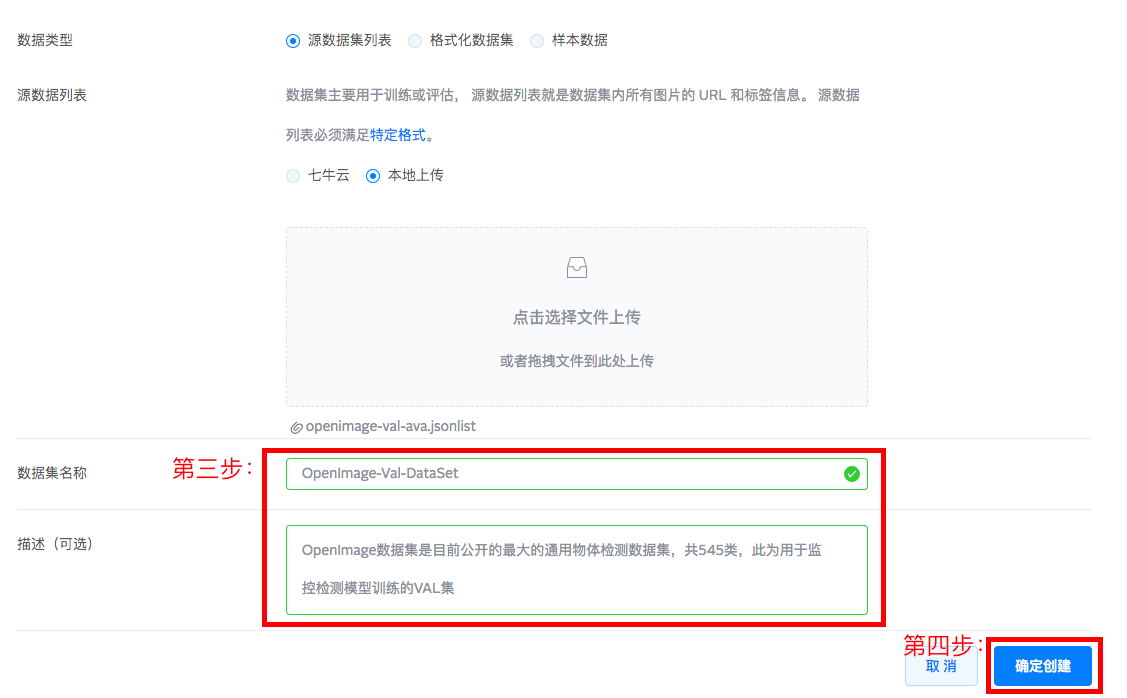 数据类型
源数据集列表 格式化数据集 样本数据
源数据列表
数据集主要用于训练或评估， 源数据列表就是数据集内所有图片的 URL 和标签信息。 源数据
列表必须满足特定格式。
七牛云 本地上传
点击选择文件上传
或者拖拽文件到此处上传
openimage-val-ava.jsonlist
第三步：
数据集名称
OpenImage-Val-DataSet
描述（可选）
OpenImage数据集是目前公开的最大的通用物体检测数据集，共545类，此为用于监
控检测模型训练的VAL集
第四步：
取 消
确定创建